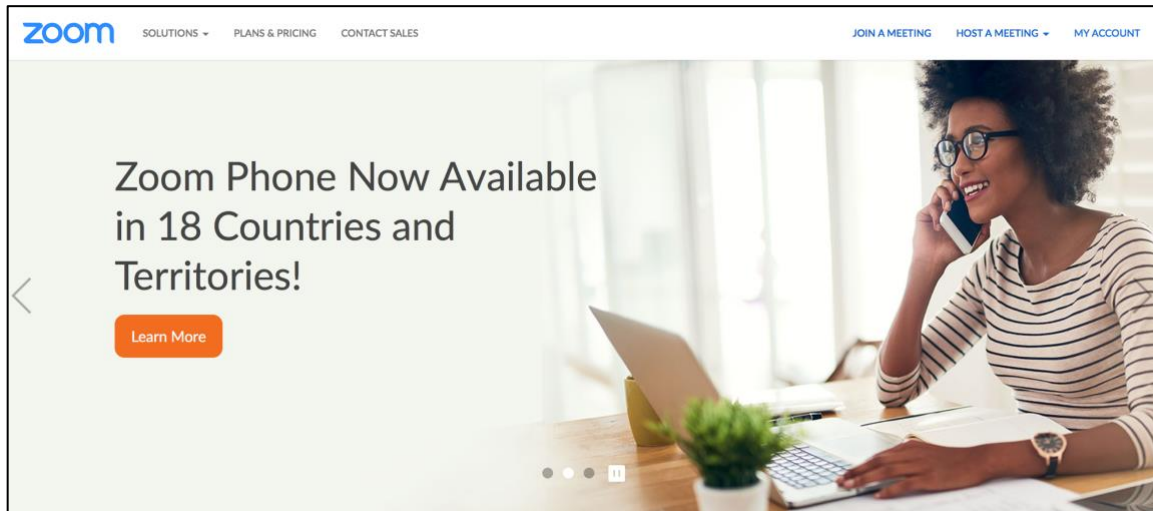 zoom SOLUTIONS PLANS & PRICING CONTACT SALES JOIN A MEETING HOST A MEETING MY ACCOUNT
Zoom Phone Now Available
in 18 Countries and
Territories!
Learn More